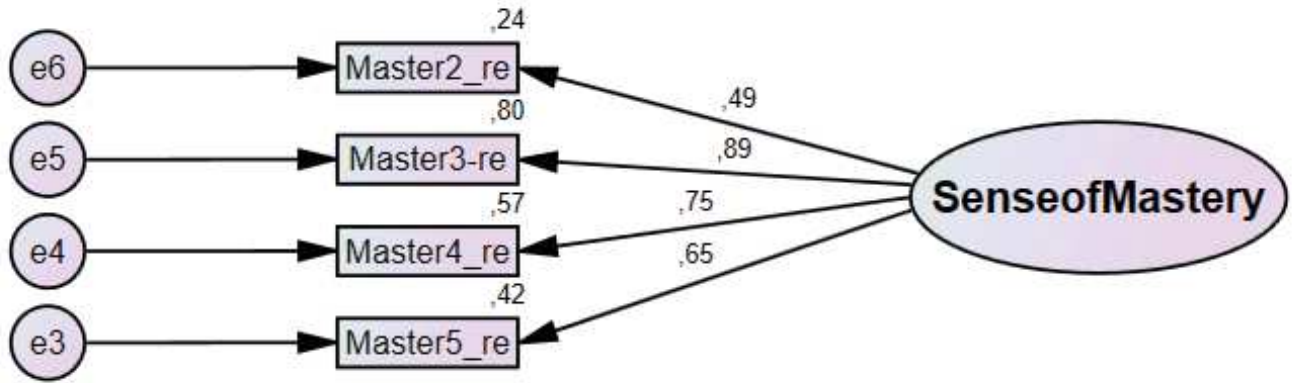 ,24
e6
Master2_re
,49
,80
e5
Master3-re
,89
SenseofMastery
,57
e4
Master4_re
,75
,65
,42
e3
Master5_re